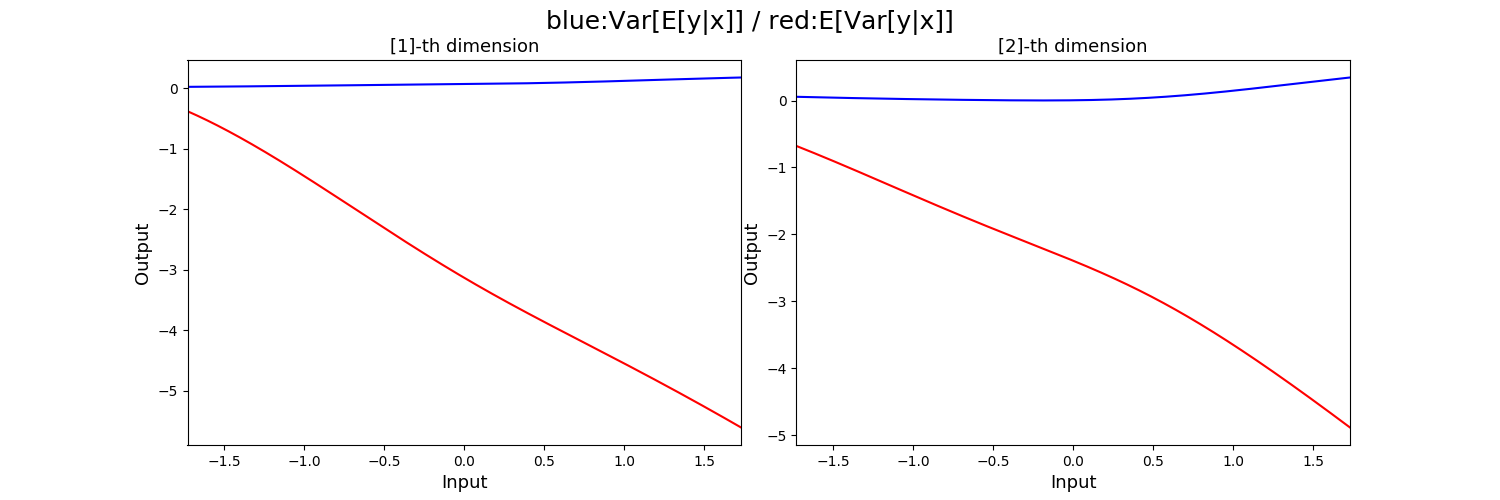 blue:Var[E[y|x]] / red:E[Var[y|x]]
[1]-th dimension
0
−1
−2
−3
−4
−5
Output
−1.5 −1.0 −0.5 0.0 0.5 1.0 1.5
Input
[2]-th dimension
0
−1
−2
−3
−4
−5
Output
−1.5 −1.0 −0.5 0.0 0.5 1.0 1.5
Input